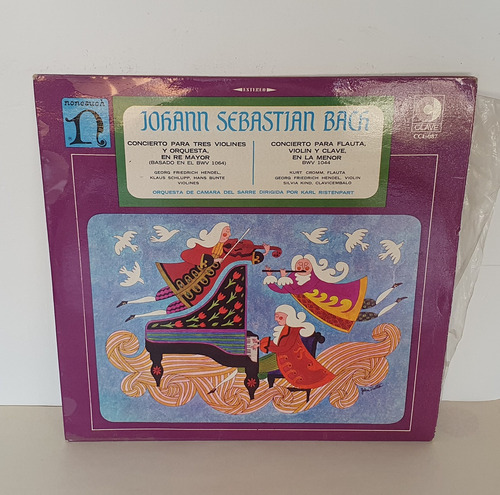 STEREO
nonesuch
n
JOHANN SEBASTIAN BACH
CLAVE
CONCIERTO PARA TRES VIOLINES
Y ORQUESTA,
EN RE MAYOR
(BASADO EN EL BWV 1064)
GEORG FRIEDRICH HENDEL,
KLAUS SCHLUPP, HANS BUNTE
VIOLINES
CONCIERTO PARA FLAUTA,
VIOLIN Y CLAVE,
EN LA MENOR
BWV 1044
KURT CROMM, FLAUTA
GEORG FRIEDRICH HENDEL, VIOLIN
SILVIA KIND, CLAVICEMBALO
ORQUESTA DE CAMARA DEL SARRE DIRIGIDA POR KARL RISTENPART